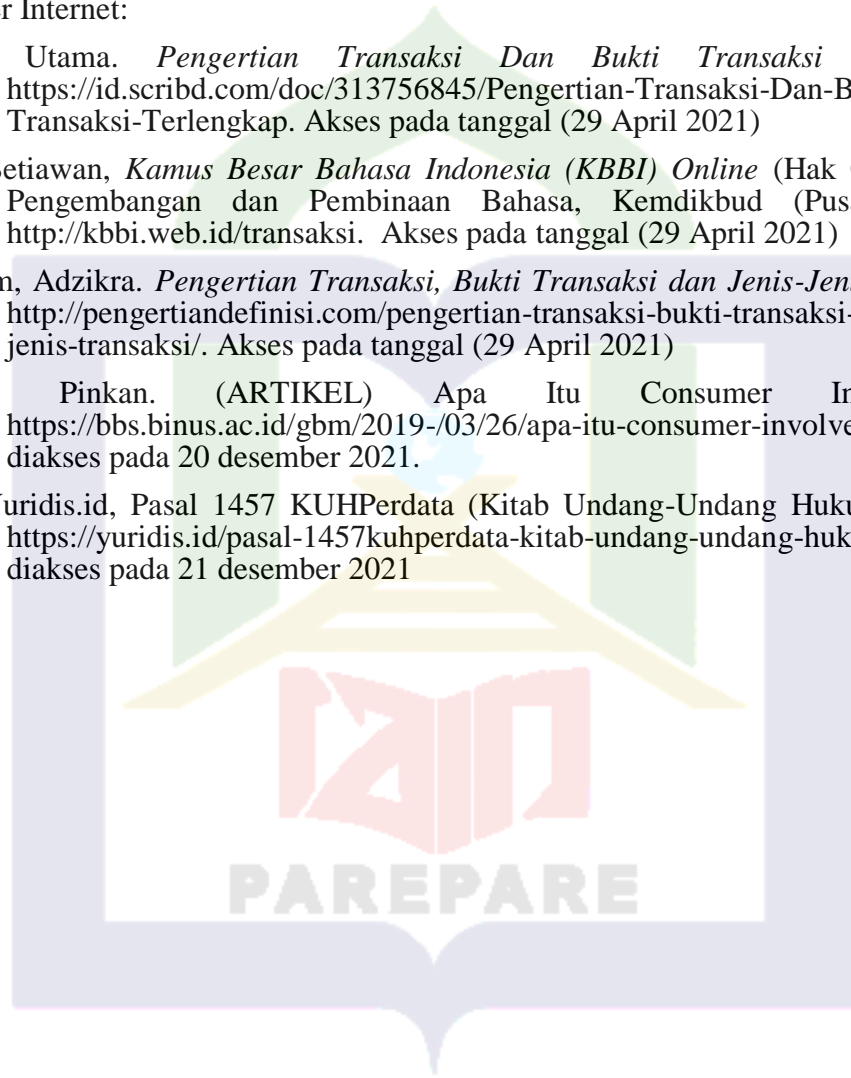 er Internet:
Utama. Pengertian Transaksi Dan Bukti Transaksi
https://id.scribd.com/doc/313756845/Pengertian-Transaksi-Dan-B
Transaksi-Terlengkap. Akses pada tanggal (29 April 2021)
Setiawan, Kamus Besar Bahasa Indonesia (KBBI) Online (Hak
Pengembangan dan Pembinaan Bahasa, Kemdikbud (Pus
http://kbbi.web.id/transaksi. Akses pada tanggal (29 April 2021)
m, Adzikra. Pengertian Transaksi, Bukti Transaksi dan Jenis-Jen
http://pengertiandefinisi.com/pengertian-transaksi-bukti-transaksi-
jenis-transaksi/. Akses pada tanggal (29 April 2021)
Pinkan. (ARTIKEL) Apa Itu Consumer In
https://bbs.binus.ac.id/gbm/2019-/03/26/apa-itu-consumer-involve
diakses pada 20 desember 2021.
Yuridis.id, Pasal 1457 KUHPerdata (Kitab Undang-Undang Huku
https://yuridis.id/pasal-1457kuhperdata-kitab-undang-undang-huk
diakses pada 21 desember 2021
PAREPARE